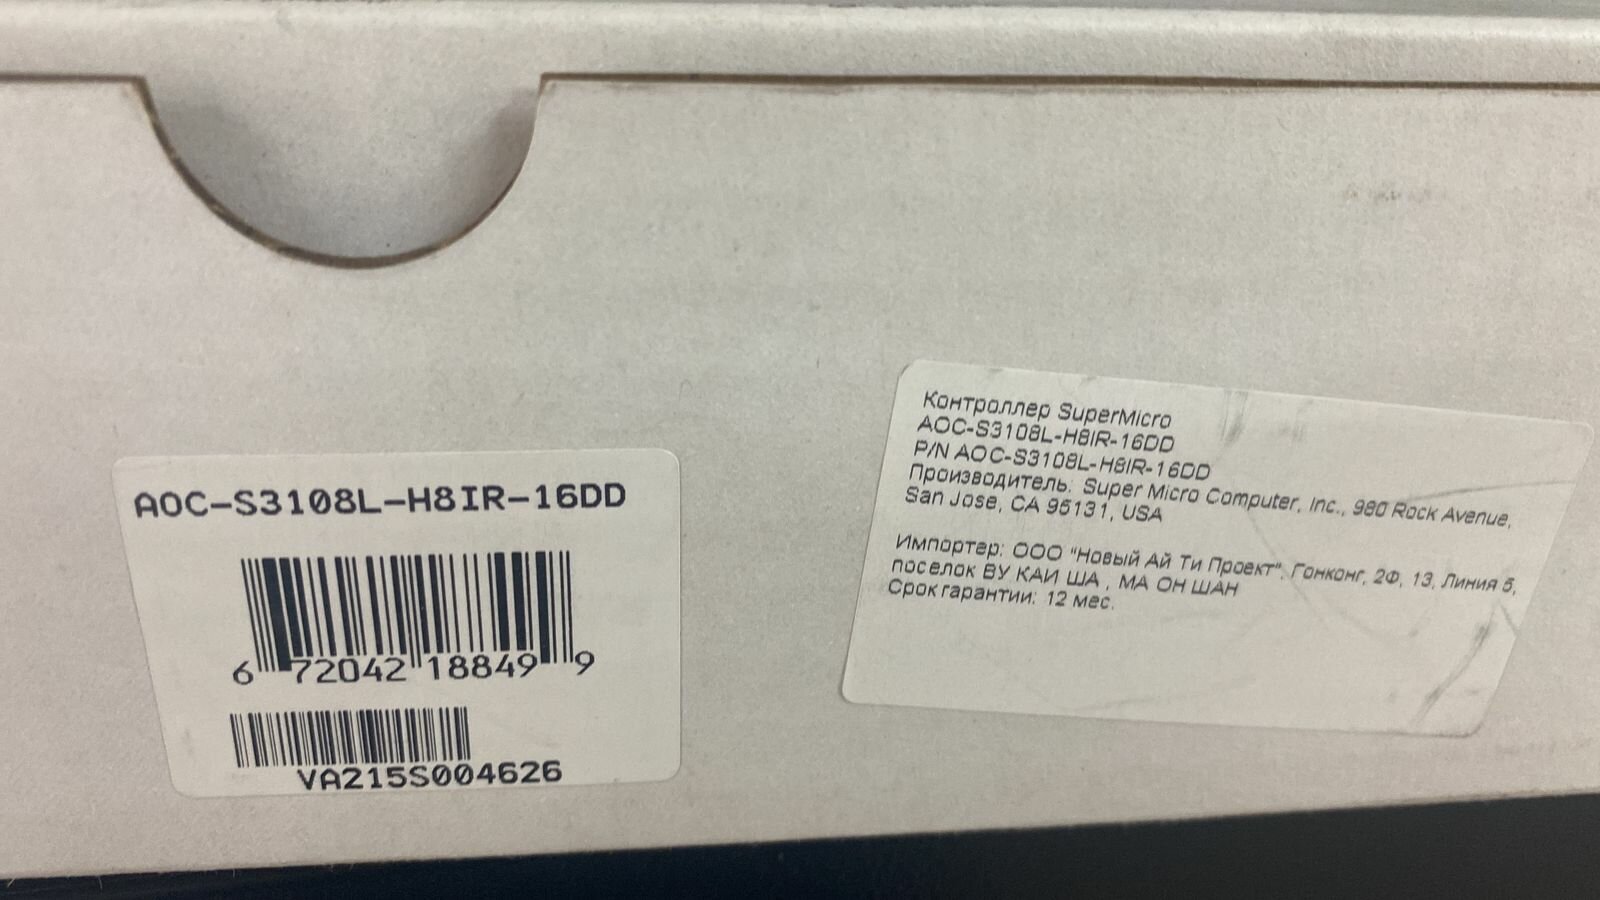 AOC-S3108L-H8IR-16DD
6 72042 18849 9
VA215S004626
Контроллер SuperMicro
AOC-S3108L-H8IR-16DD
P/N AOC-S3108L-H8IR-16DD
Производитель: Super Micro Computer, Inc., 980 Rock Avenue,
San Jose, CA 95131, USA
Импортер: ООО "Новый Ай Ти Проект", Гонконг, 2Ф, 13, Линия 5,
поселок ВУ КАИ ША , МА ОН ШАН
Срок гарантии: 12 мес.